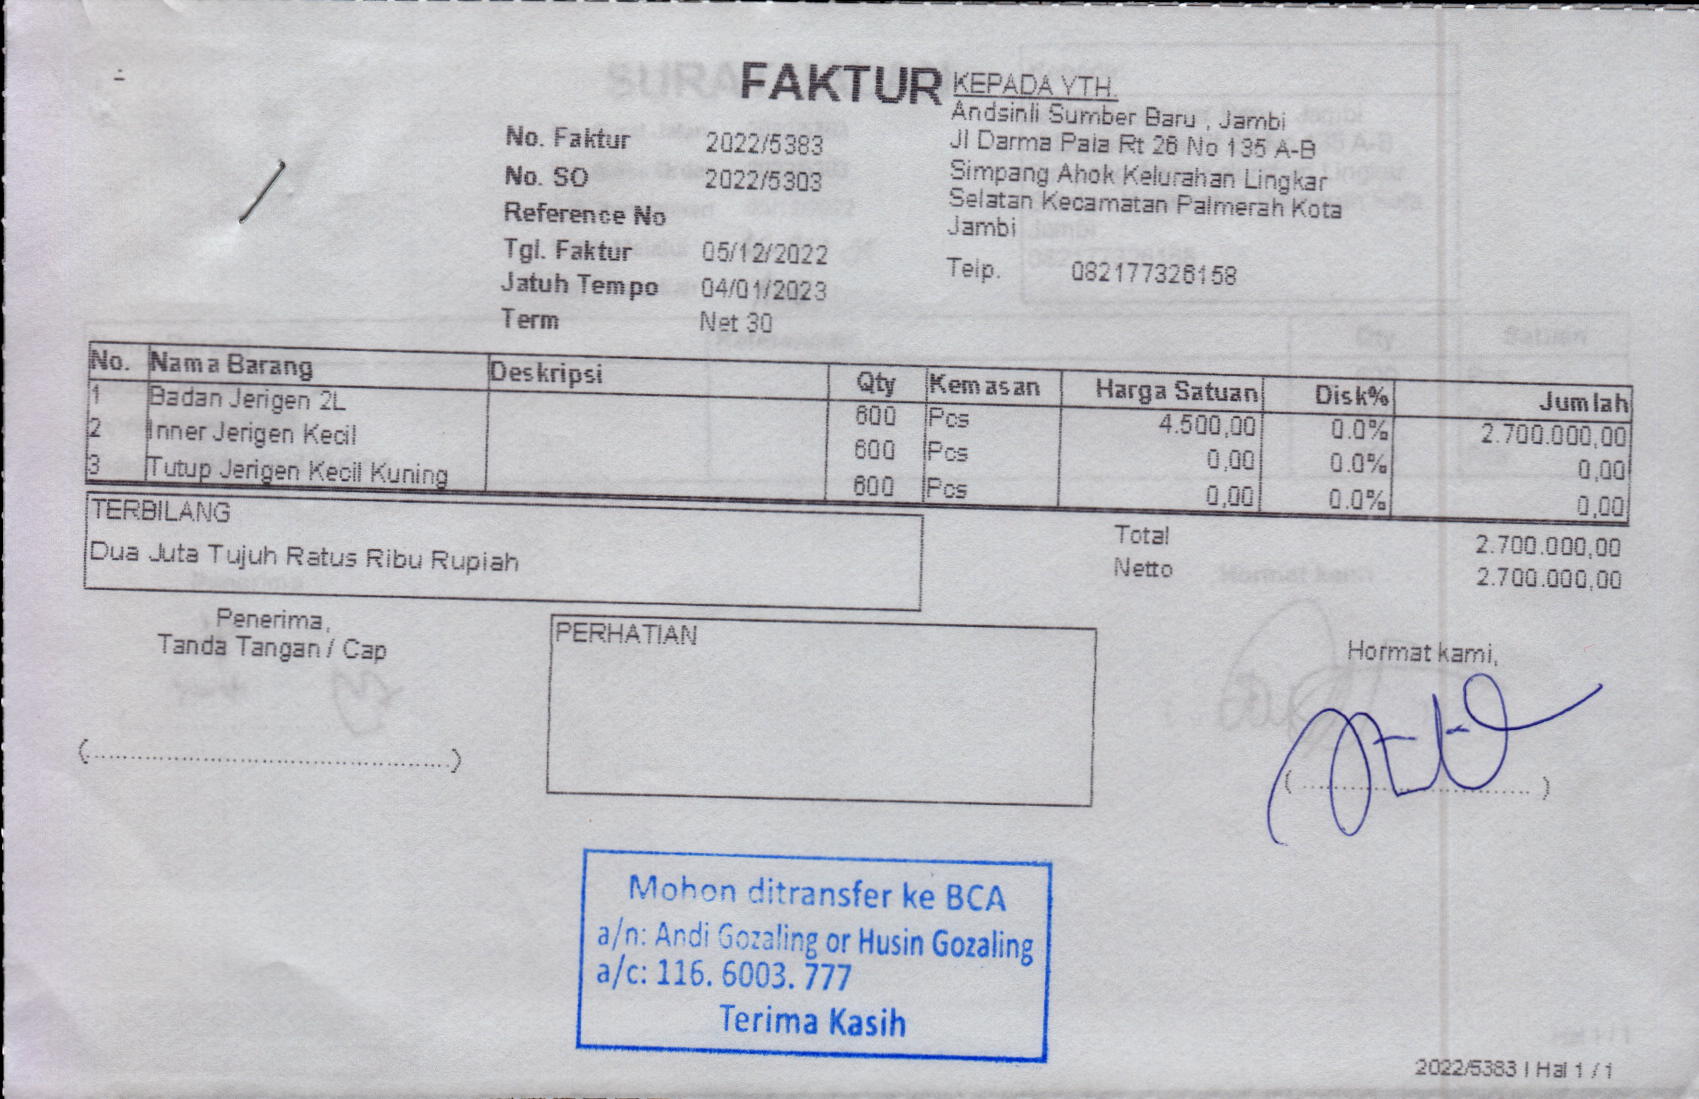 FAKTUR
No. Faktur 2022/5383
No. SO 2022/5303
Reference No
Tgl. Faktur 05/12/2022
Jatuh Tempo 04/01/2023
Term Net 30
KEPADA YTH.
Andsinli Sumber Baru , Jambi
Jl Darma Pala Rt 28 No 135 A-B
Simpang Ahok Kelurahan Lingkar
Selatan Kecamatan Palmerah Kota
Jambi
Telp. 082177326158
No. Nama Barang Deskripsi Qty Kemasan Harga Satuan Disk% Jumlah
1 Badan Jerigen 2L 600 Pcs 4.500,00 0.0% 2.700.000,00
2 Inner Jerigen Kecil 600 Pcs 0,00 0.0% 0,00
3 Tutup Jerigen Kecil Kuning 600 Pcs 0,00 0.0% 0,00
TERBILANG
Dua Juta Tujuh Ratus Ribu Rupiah
Total 2.700.000,00
Netto 2.700.000,00
Penerima,
Tanda Tangan / Cap
(................................................)
PERHATIAN
Hormat kami,
(................................)
Mohon ditransfer ke BCA
a/n: Andi Gozaling or Husin Gozaling
a/c: 116. 6003. 777
Terima Kasih
2022/5383 | Hal 1 / 1